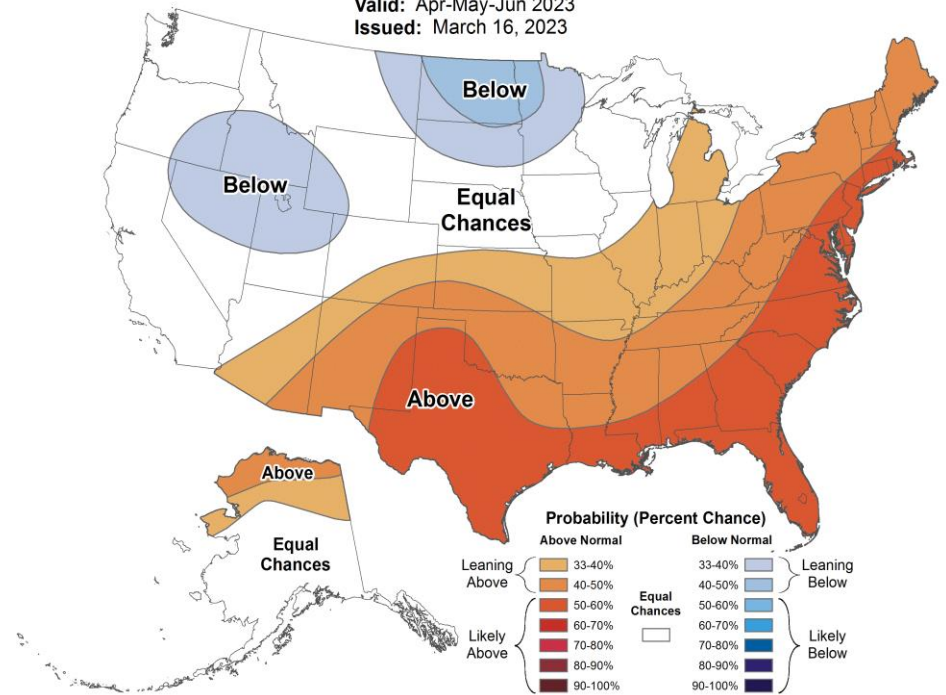 Valid: Apr-May-Jun 2023
Issued: March 16, 2023
Below
Below
Equal
Chances
Above
Above
Equal
Chances
Probability (Percent Chance)
Above Normal
Below Normal
Leaning
Above
33-40%
40-50%
50-60%
60-70%
70-80%
80-90%
90-100%
Likely
Above
Equal
Chances
33-40%
40-50%
50-60%
60-70%
70-80%
80-90%
90-100%
Leaning
Below
Likely
Below